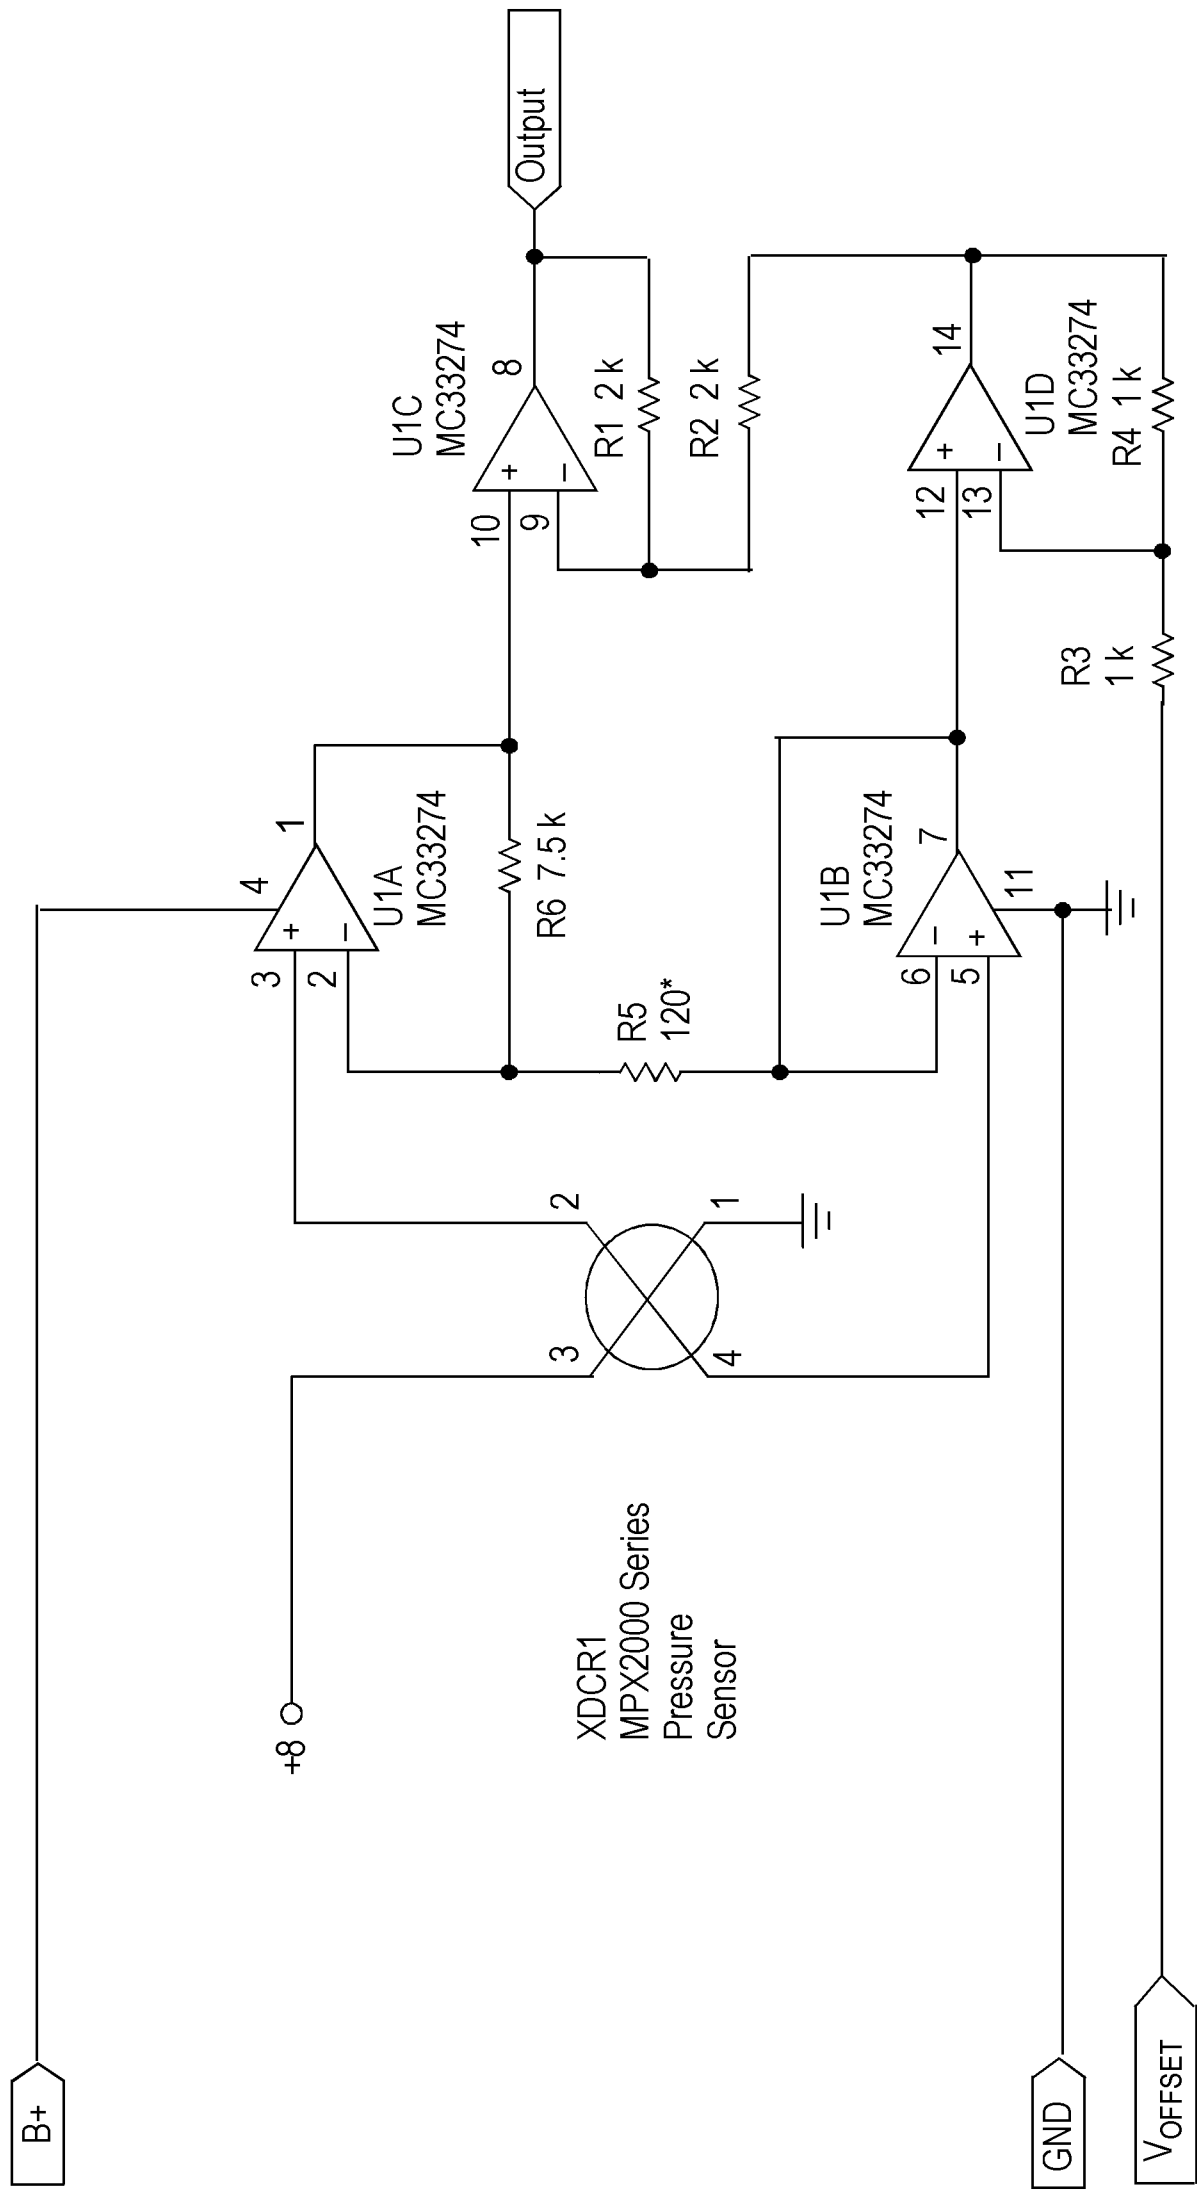 B+
+8
3
2
4
1
+
−
U1A
MC33274
R6 7.5 k
XDCR1
MPX2000 Series
Pressure
Sensor
3
2
4
1
R5
120*
U1C
MC33274
10
9
8
+
−
Output
R1 2 k
R2 2 k
U1B
MC33274
6
5
7
11
−
+
12
13
14
+
−
U1D
MC33274
R4 1 k
R3
1 k
GND
VOFFSET